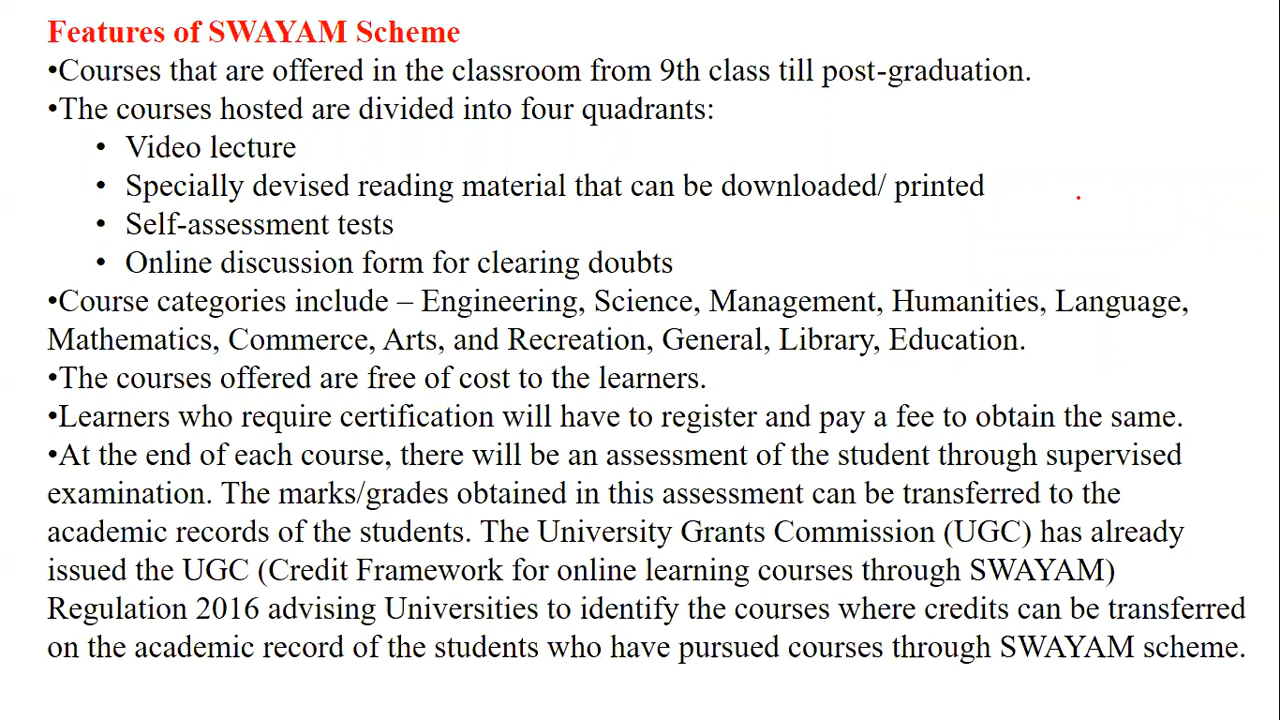 Features of SWAYAM Scheme
•Courses that are offered in the classroom from 9th class till post-graduation.
•The courses hosted are divided into four quadrants:
• Video lecture
• Specially devised reading material that can be downloaded/ printed
• Self-assessment tests
• Online discussion form for clearing doubts
•Course categories include – Engineering, Science, Management, Humanities, Language,
Mathematics, Commerce, Arts, and Recreation, General, Library, Education.
•The courses offered are free of cost to the learners.
•Learners who require certification will have to register and pay a fee to obtain the same.
•At the end of each course, there will be an assessment of the student through supervised
examination. The marks/grades obtained in this assessment can be transferred to the
academic records of the students. The University Grants Commission (UGC) has already
issued the UGC (Credit Framework for online learning courses through SWAYAM)
Regulation 2016 advising Universities to identify the courses where credits can be transferred
on the academic record of the students who have pursued courses through SWAYAM scheme.